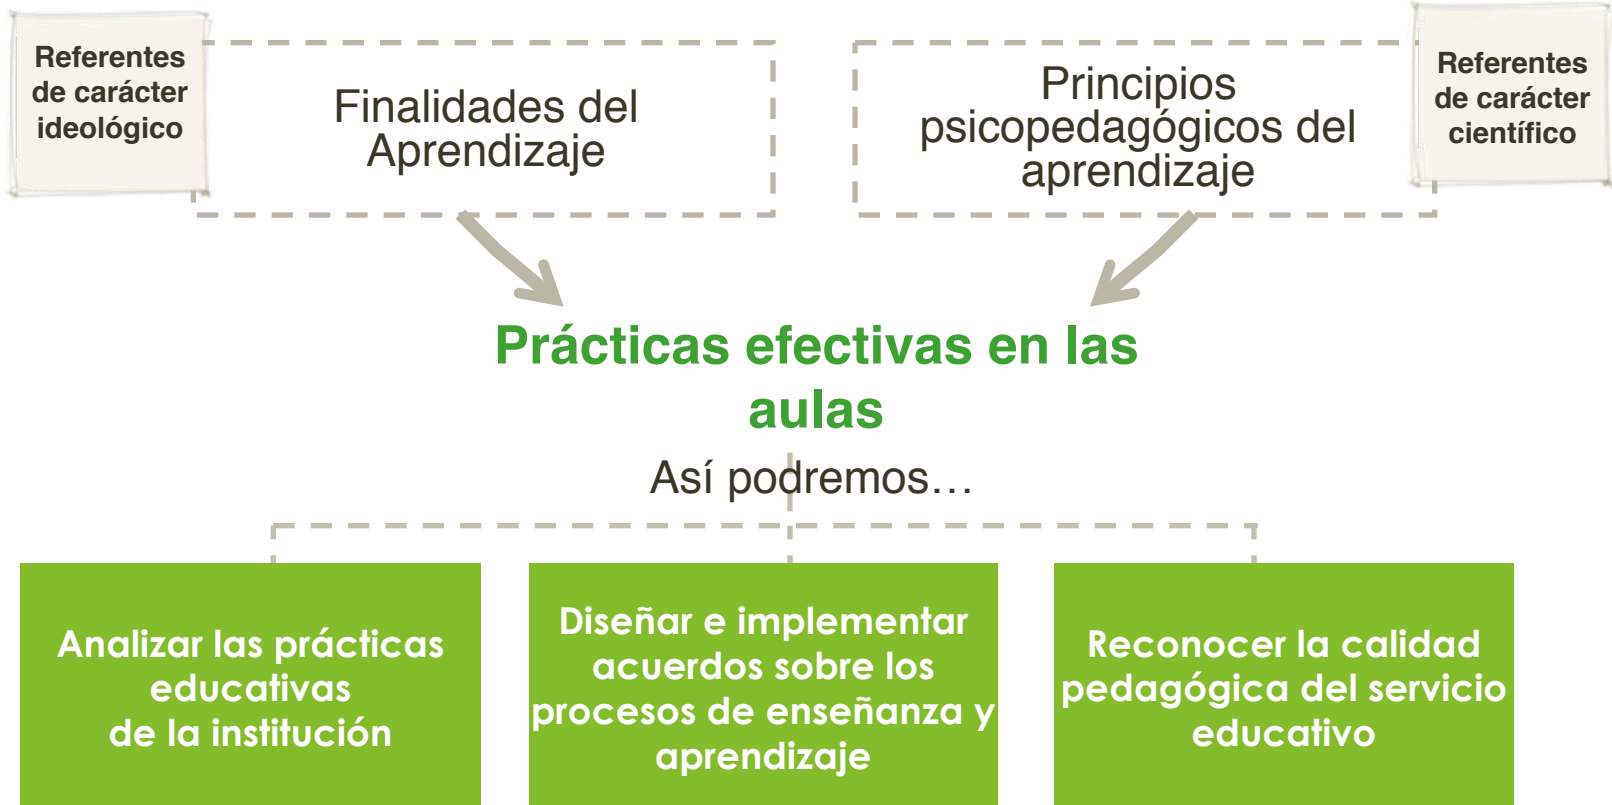 Referentes
de carácter
ideológico
Finalidades del
Aprendizaje
Principios
psicopedagógicos del
aprendizaje
Referentes
de carácter
científico
Prácticas efectivas en las
aulas
Así podremos…
Analizar las prácticas
educativas
de la institución
Diseñar e implementar
acuerdos sobre los
procesos de enseñanza y
aprendizaje
Reconocer la calidad
pedagógica del servicio
educativo